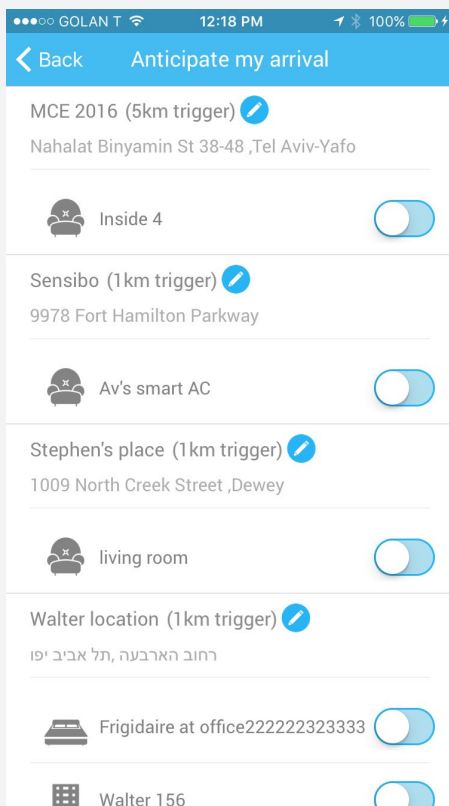 GOLAN T 12:18 PM 100%
Back Anticipate my arrival
MCE 2016 (5km trigger)
Nahalat Binyamin St 38-48 ,Tel Aviv-Yafo
Inside 4
Sensibo (1km trigger)
9978 Fort Hamilton Parkway
Av's smart AC
Stephen's place (1km trigger)
1009 North Creek Street ,Dewey
living room
Walter location (1km trigger)
רחוב הארבעה ,תל אביב יפו
Frigidaire at office222222323333
Walter 156